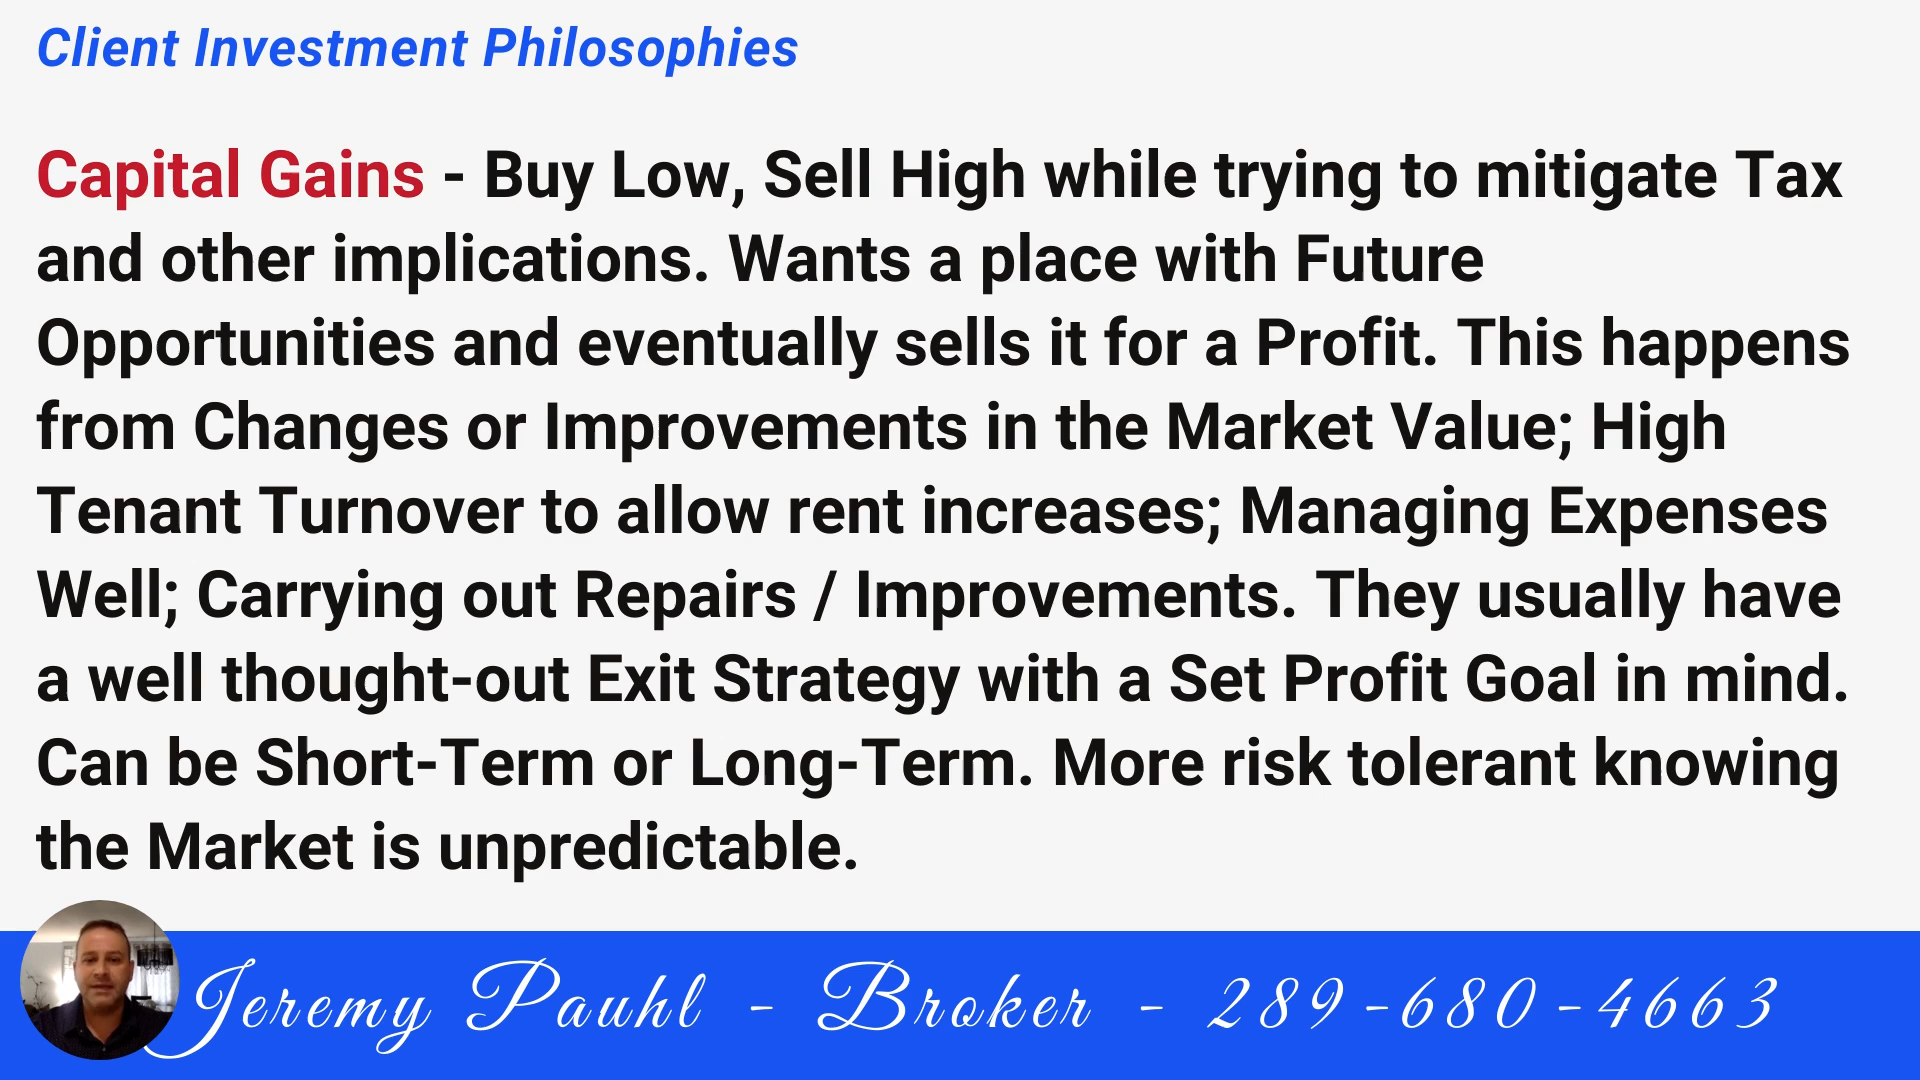 Client Investment Philosophies
Capital Gains - Buy Low, Sell High while trying to mitigate Tax
and other implications. Wants a place with Future
Opportunities and eventually sells it for a Profit. This happens
from Changes or Improvements in the Market Value; High
Tenant Turnover to allow rent increases; Managing Expenses
Well; Carrying out Repairs / Improvements. They usually have
a well thought-out Exit Strategy with a Set Profit Goal in mind.
Can be Short-Term or Long-Term. More risk tolerant knowing
the Market is unpredictable.
Jeremy Pauhl - Broker - 289-680-4663